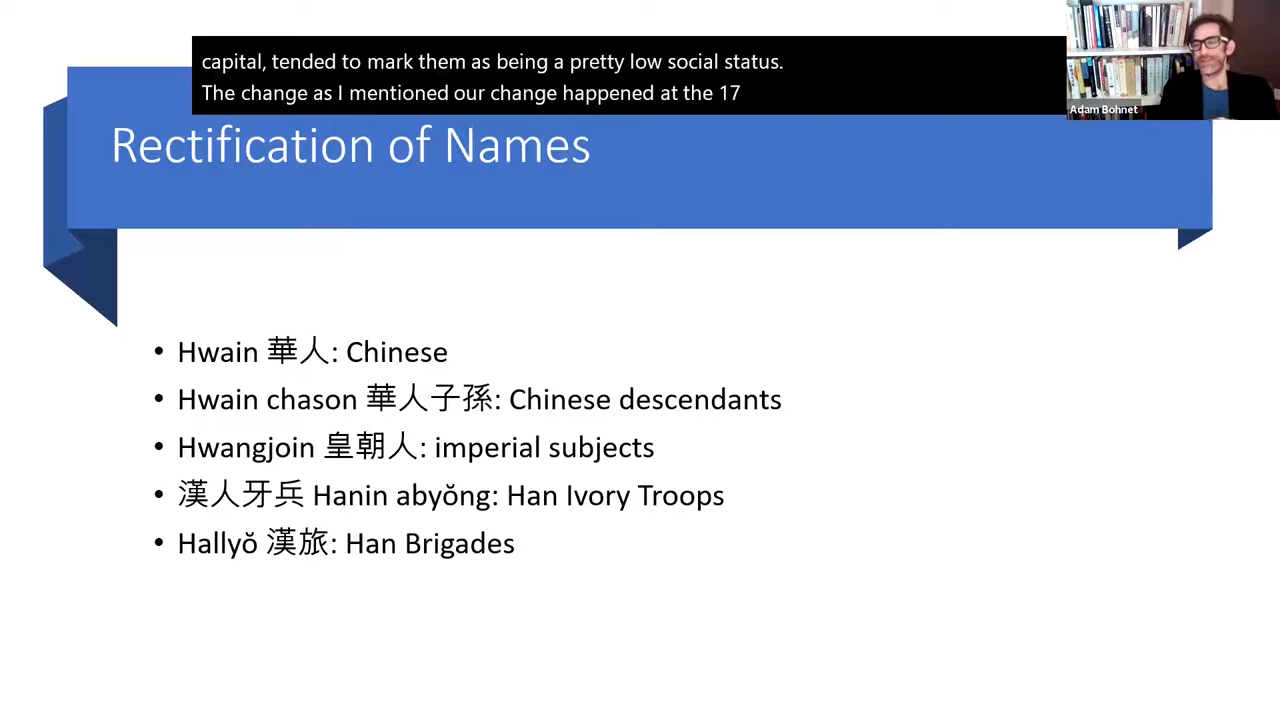 capital, tended to mark them as being a pretty low social status.
The change as I mentioned our change happened at the 17
Adam Bohnet
Rectification of Names
• Hwain 華人: Chinese
• Hwain chason 華人子孫: Chinese descendants
• Hwangjoin 皇朝人: imperial subjects
• 漢人牙兵 Hanin abyŏng: Han Ivory Troops
• Hallyŏ 漢旅: Han Brigades